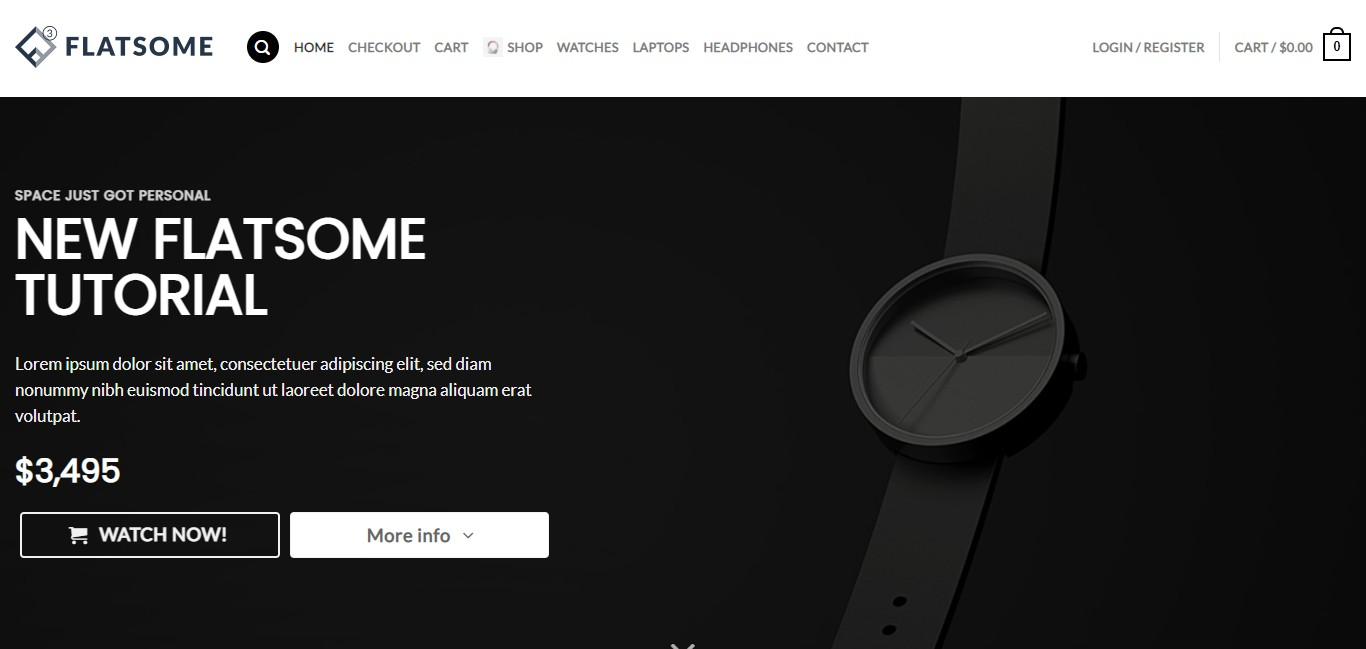 3
FLATSOME
HOME CHECKOUT CART SHOP WATCHES LAPTOPS HEADPHONES CONTACT
LOGIN / REGISTER CART / $0.00 0
SPACE JUST GOT PERSONAL
NEW FLATSOME
TUTORIAL
Lorem ipsum dolor sit amet, consectetuer adipiscing elit, sed diam
nonummy nibh euismod tincidunt ut laoreet dolore magna aliquam erat
volutpat.
$3,495
WATCH NOW!
More info